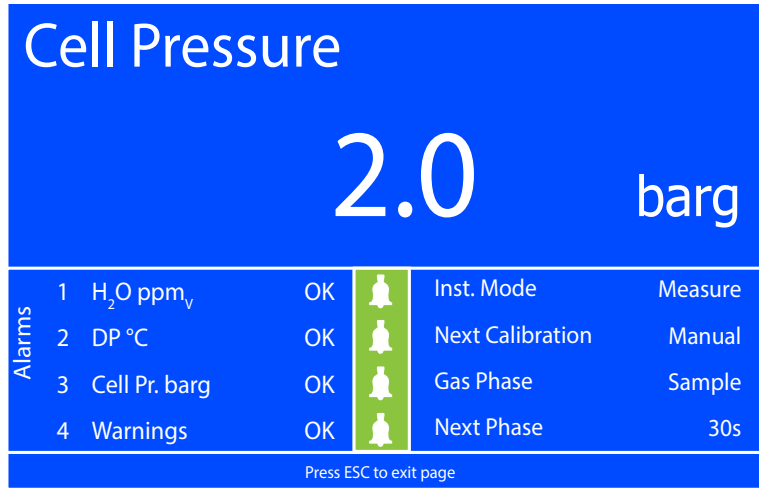 Cell Pressure
2.0 barg
Alarms
1 H₂O ppmᵥ OK Inst. Mode Measure
2 DP °C OK Next Calibration Manual
3 Cell Pr. barg OK Gas Phase Sample
4 Warnings OK Next Phase 30s
Press ESC to exit page